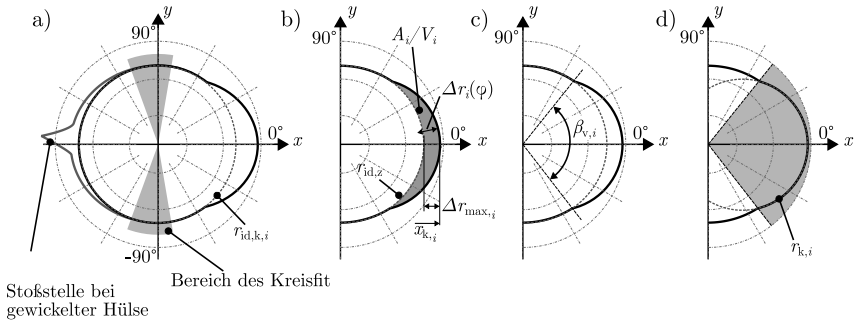 a)
y
90°
0°
x
-90°
r_id,k,i
Stoßstelle bei
gewickelter Hülse
Bereich des Kreisfit
b)
y
90°
A_i/V_i
Δr_i(φ)
0°
x
r_id,z
Δr_max,i
x_k,i
c)
y
90°
β_v,i
0°
x
d)
y
90°
0°
x
r_k,i